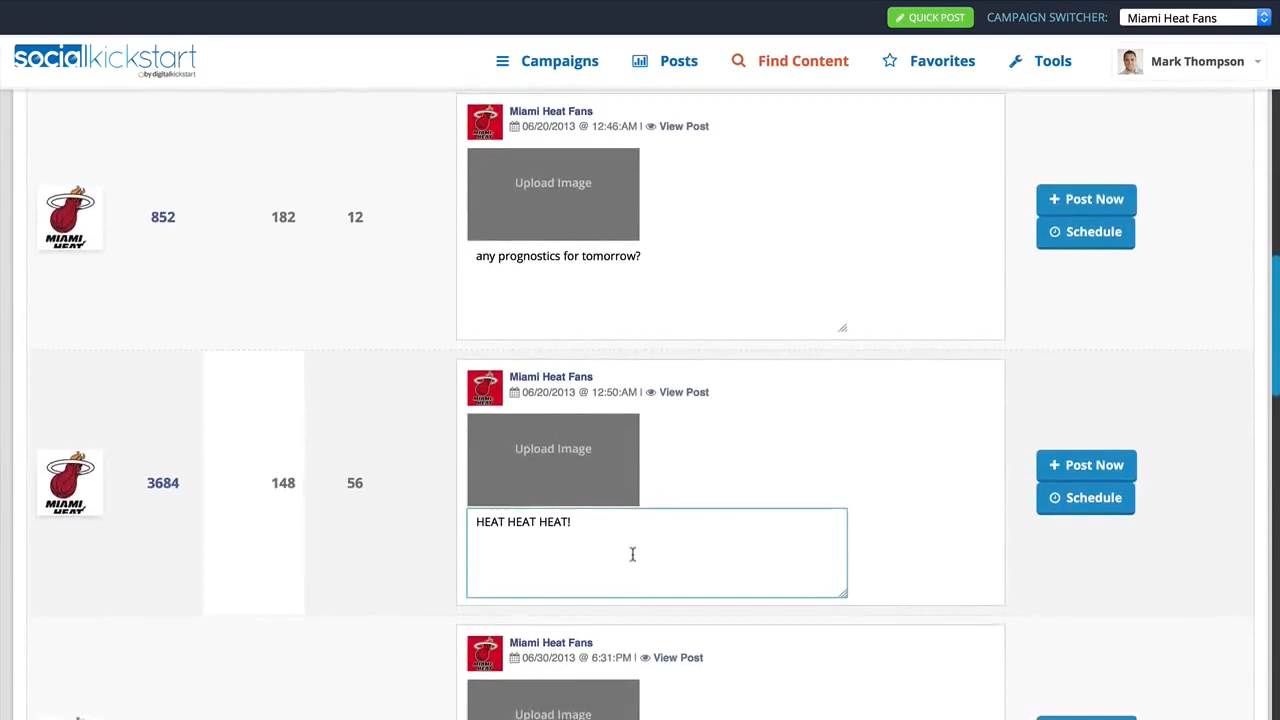 QUICK POST
CAMPAIGN SWITCHER:
Miami Heat Fans
socialkickstart
by digitalkickstart
Campaigns
Posts
Find Content
Favorites
Tools
Mark Thompson
Miami Heat Fans
06/20/2013 @ 12:46:AM | View Post
Upload Image
any prognostics for tomorrow?
MIAMI
852
182
12
+ Post Now
Schedule
Miami Heat Fans
06/20/2013 @ 12:50:AM | View Post
Upload Image
HEAT HEAT HEAT!
MIAMI
3684
148
56
+ Post Now
Schedule
Miami Heat Fans
06/30/2013 @ 6:31:PM | View Post
Upload Image